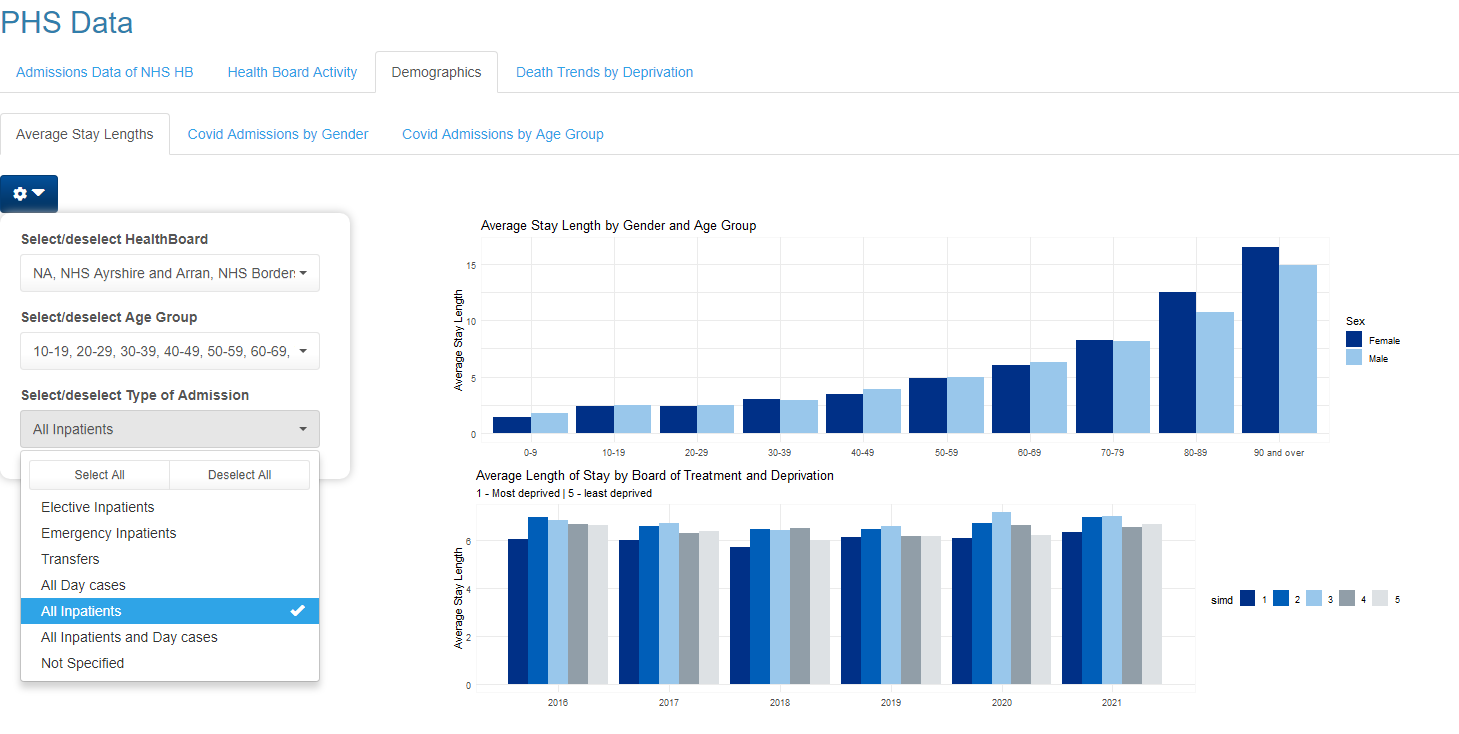 PHS Data
Admissions Data of NHS HB
Health Board Activity
Demographics
Death Trends by Deprivation
Average Stay Lengths
Covid Admissions by Gender
Covid Admissions by Age Group
Select/deselect HealthBoard
NA, NHS Ayrshire and Arran, NHS Borders
Select/deselect Age Group
10-19, 20-29, 30-39, 40-49, 50-59, 60-69,
Select/deselect Type of Admission
All Inpatients
Select All
Deselect All
Elective Inpatients
Emergency Inpatients
Transfers
All Day cases
All Inpatients
All Inpatients and Day cases
Not Specified
Average Stay Length by Gender and Age Group
Average Stay Length
15
10
5
0
0-9
10-19
20-29
30-39
40-49
50-59
60-69
70-79
80-89
90 and over
Sex
Female
Male
Average Length of Stay by Board of Treatment and Deprivation
1 - Most deprived | 5 - least deprived
Average Stay Length
6
4
2
0
2016
2017
2018
2019
2020
2021
simd
1
2
3
4
5